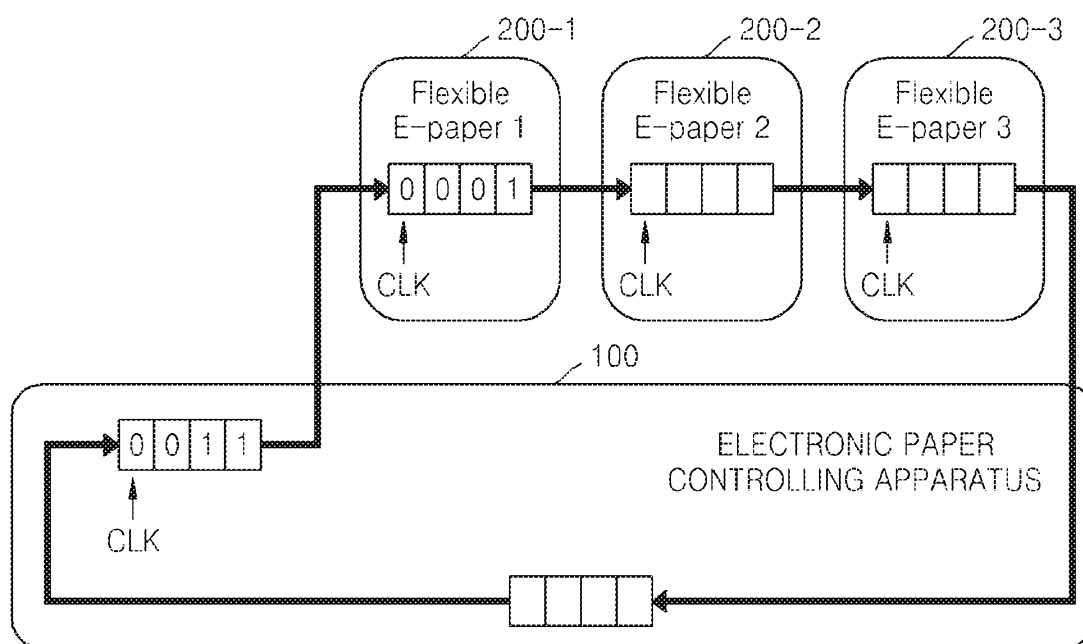 200-1
200-2
200-3
Flexible
E-paper 1
Flexible
E-paper 2
Flexible
E-paper 3
0 0 0 1
CLK
CLK
CLK
100
0 0 1 1
CLK
ELECTRONIC PAPER
CONTROLLING APPARATUS